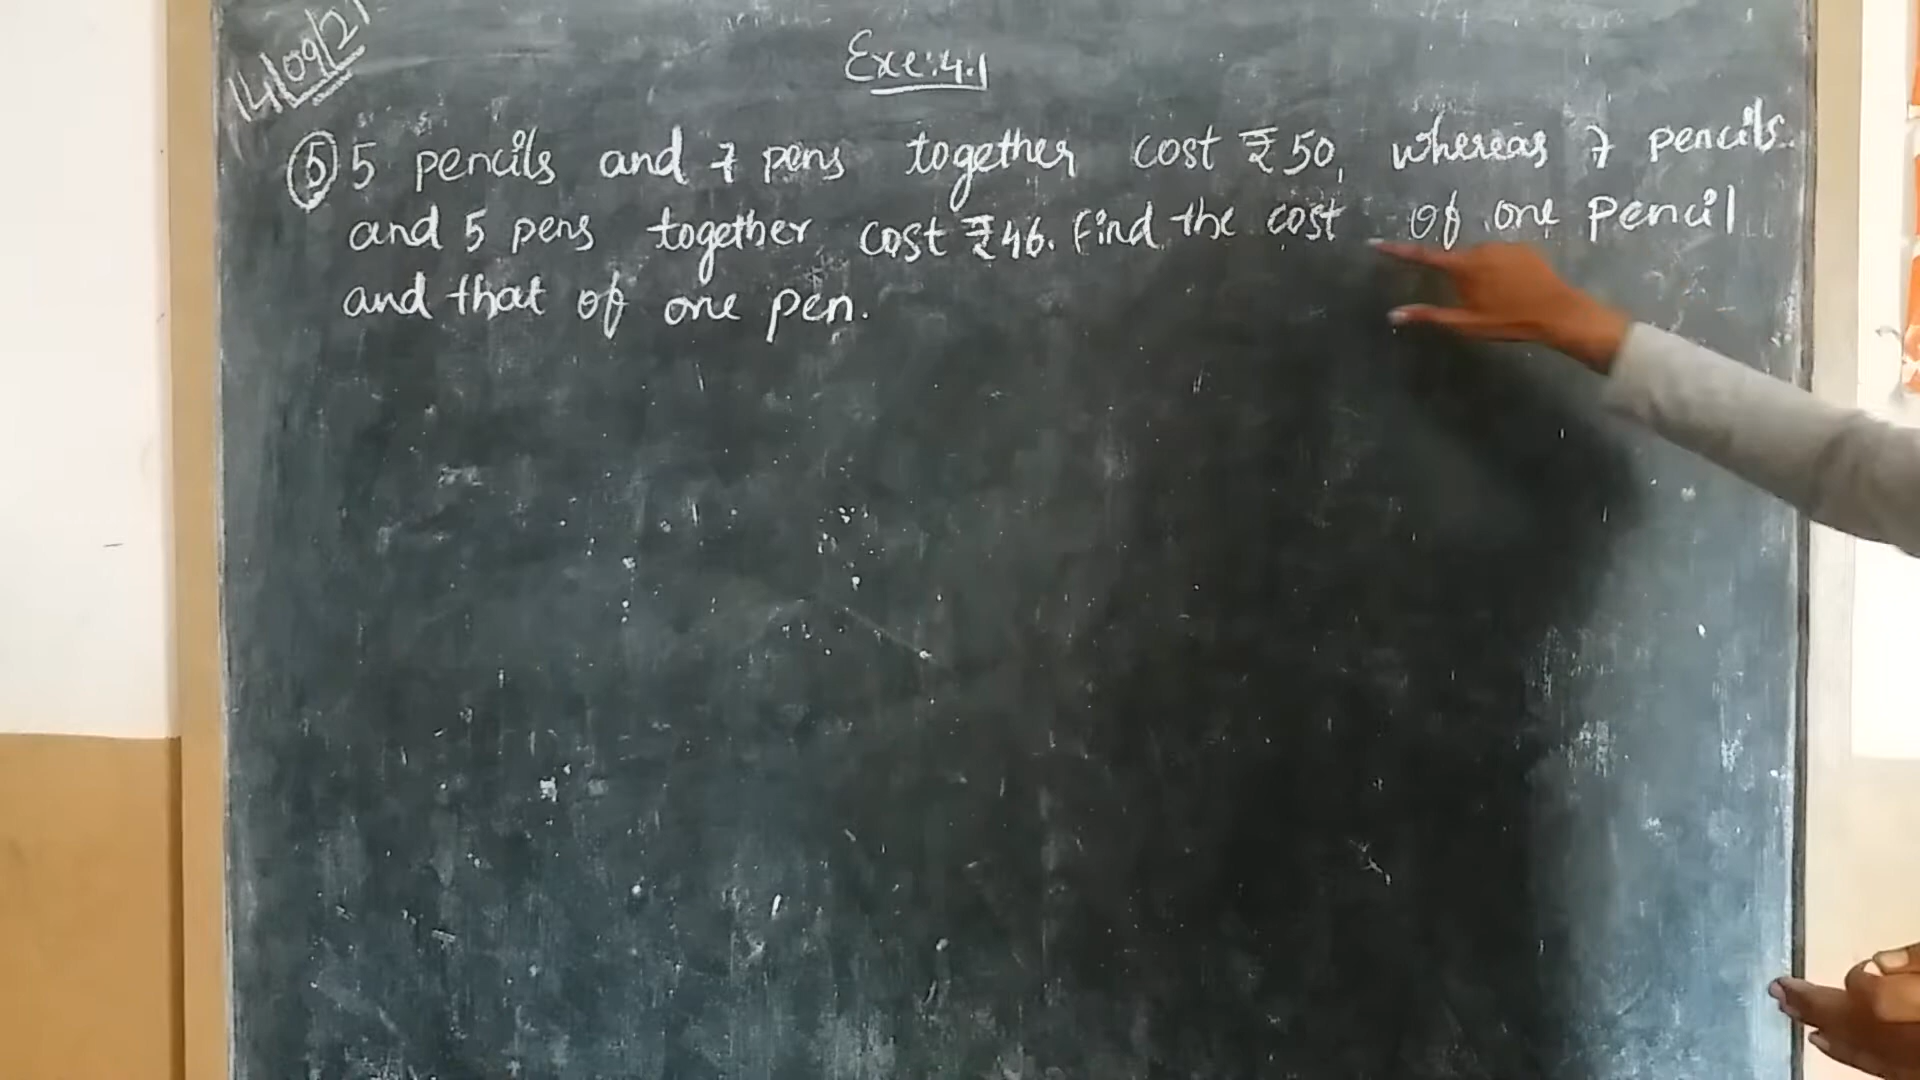 14/09/21
Exe:4.1
(5) 5 pencils and 7 pens together cost ₹50, whereas 7 pencils
and 5 pens together cost ₹46. Find the cost of one pencil
and that of one pen.